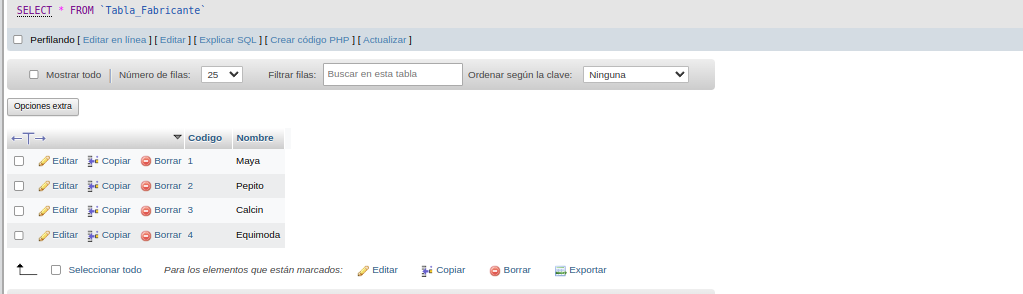 SELECT * FROM `Tabla_Fabricante`
Perfilando [ Editar en línea ] [ Editar ] [ Explicar SQL ] [ Crear código PHP ] [ Actualizar ]
Mostrar todo Número de filas: 25 Filtrar filas: Buscar en esta tabla Ordenar según la clave: Ninguna
Opciones extra
←T→ Codigo Nombre
Editar Copiar Borrar 1 Maya
Editar Copiar Borrar 2 Pepito
Editar Copiar Borrar 3 Calcin
Editar Copiar Borrar 4 Equimoda
Seleccionar todo Para los elementos que están marcados: Editar Copiar Borrar Exportar